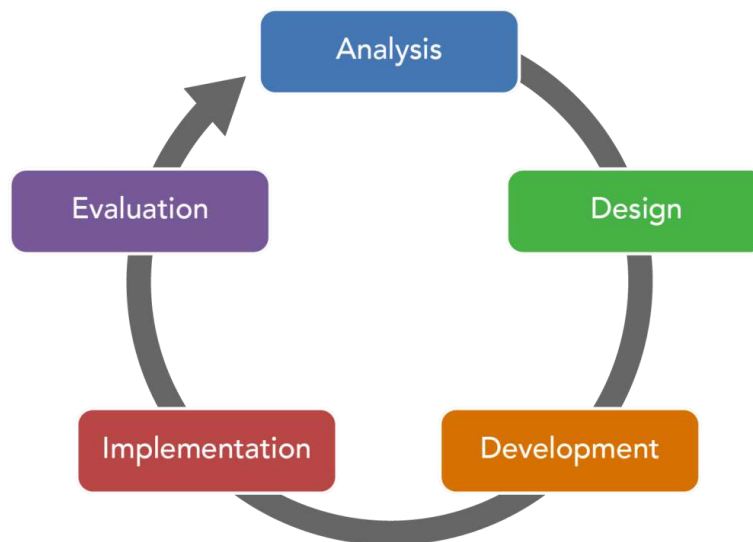 Analysis
Design
Development
Implementation
Evaluation